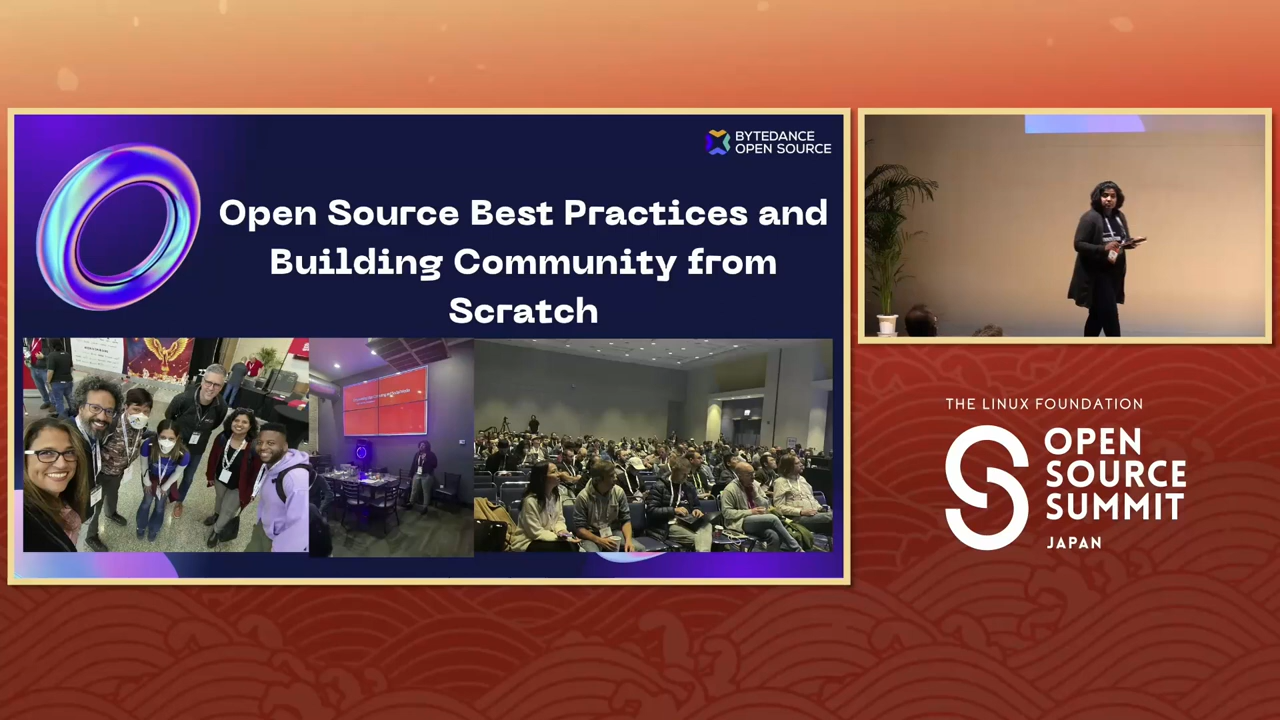 BYTEDANCE
OPEN SOURCE
Open Source Best Practices and
Building Community from
Scratch
THE LINUX FOUNDATION
OPEN
SOURCE
SUMMIT
JAPAN